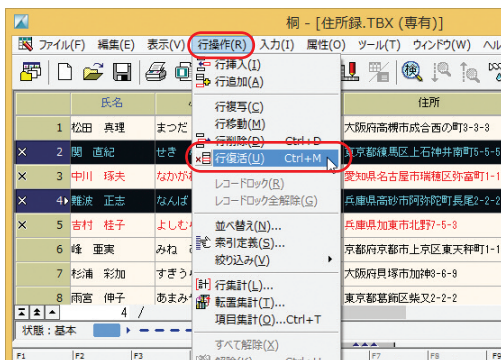 桐 - [住所録.TBX (専有)]
ファイル(F) 編集(E) 表示(V) 行操作(R) 入力(I) 属性(O) ツール(T) ウィンドウ(W) ヘル
行挿入(I)
行追加(A)
行複写(C)
行移動(M)
行削除(D) Ctrl+D
行復活(U) Ctrl+M
レコードロック(R)
レコードロック全解除(G)
並べ替え(N)...
索引定義(S)...
絞り込み(V)
行集計(L)...
転置集計(T)...
項目集計(Q)...Ctrl+T
すべて解除(X)
氏名 住所
1 松田 真理 まつだ 大阪府高槻市成合西の町3-3-3
× 2 関 直紀 せき 東京都練馬区上石神井南町5-5-5
× 3 中川 琢夫 なかがわ 愛知県名古屋市瑞穂区弥富町1-1
× 4 難波 正志 なんば 兵庫県高砂市阿弥陀町長尾2-2-2
× 5 吉村 桂子 よしむ 兵庫県加東市北野7-5-3
6 峰 亜実 みね 京都府京都市上京区東天秤町1-1
7 杉浦 彩加 すぎう 大阪府貝塚市加神3-6-9
8 雨宮 伸子 あまみ 東京都葛飾区柴又2-2-2
4 /
状態：基本
F1 F2 F3 F7 F8 F9